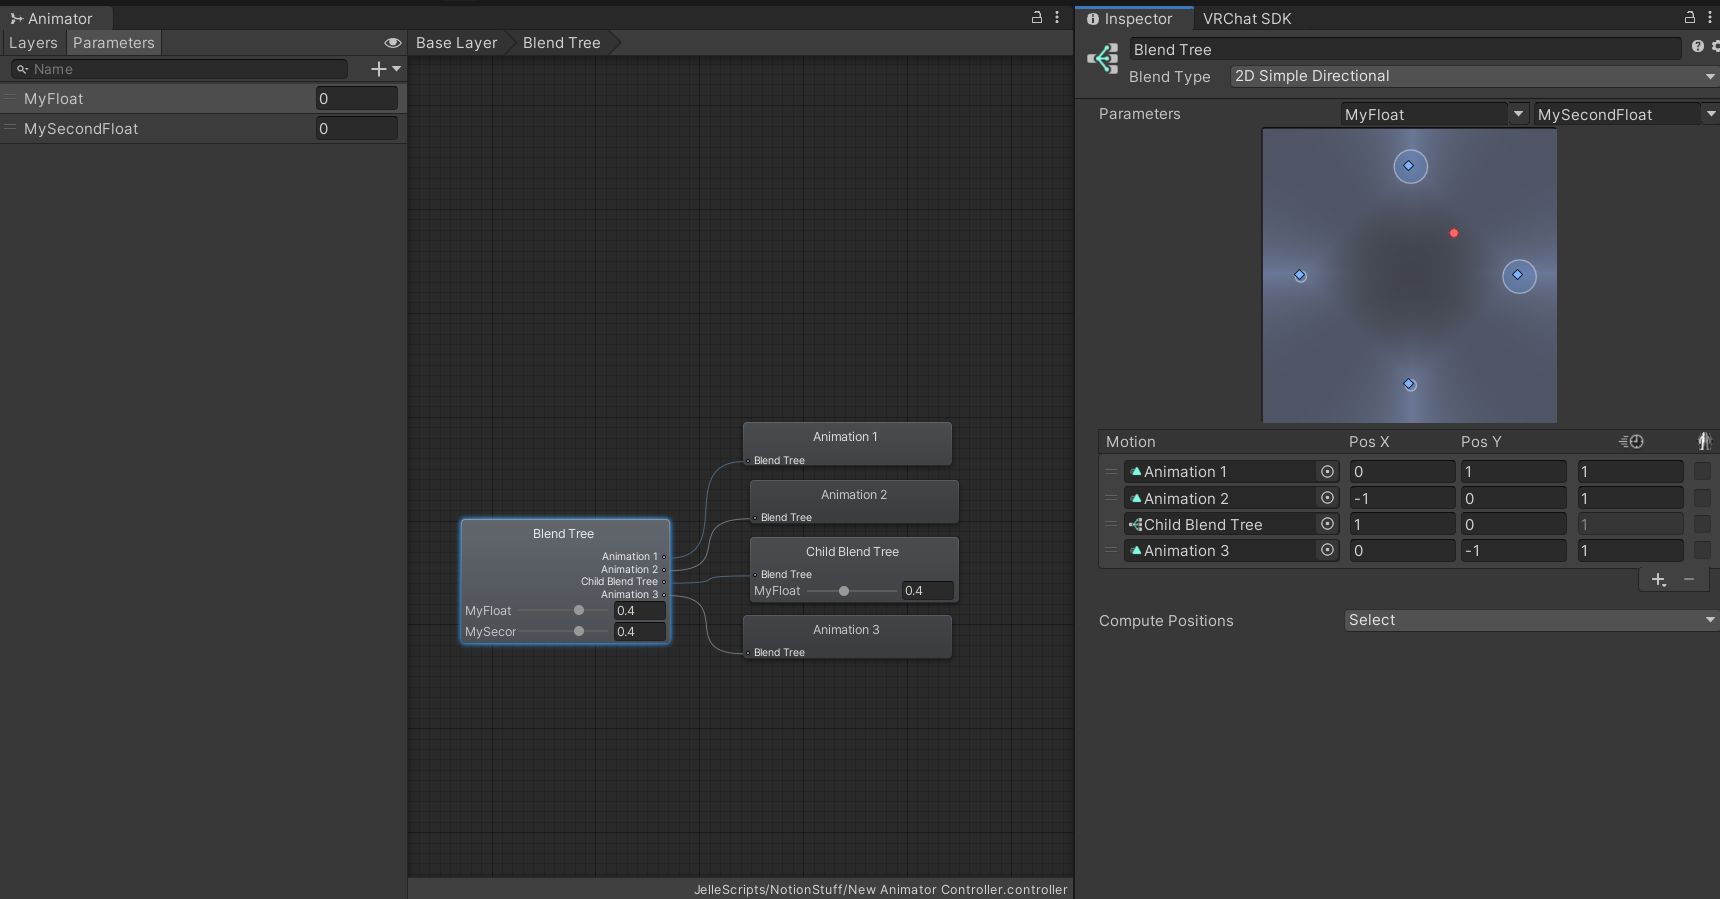 Animator
Layers Parameters
Name
MyFloat 0
MySecondFloat 0
Base Layer Blend Tree
Animation 1
Blend Tree
Animation 2
Blend Tree
Blend Tree
Animation 1
Animation 2
Child Blend Tree
Animation 3
MyFloat 0.4
MySecor 0.4
Child Blend Tree
Blend Tree
MyFloat 0.4
Animation 3
Blend Tree
JelleScripts/NotionStuff/New Animator Controller.controller
Inspector VRChat SDK
Blend Tree
Blend Type 2D Simple Directional
Parameters MyFloat MySecondFloat
Motion Pos X Pos Y
Animation 1 0 1 1
Animation 2 -1 0 1
Child Blend Tree 1 0 1
Animation 3 0 -1 1
Compute Positions Select